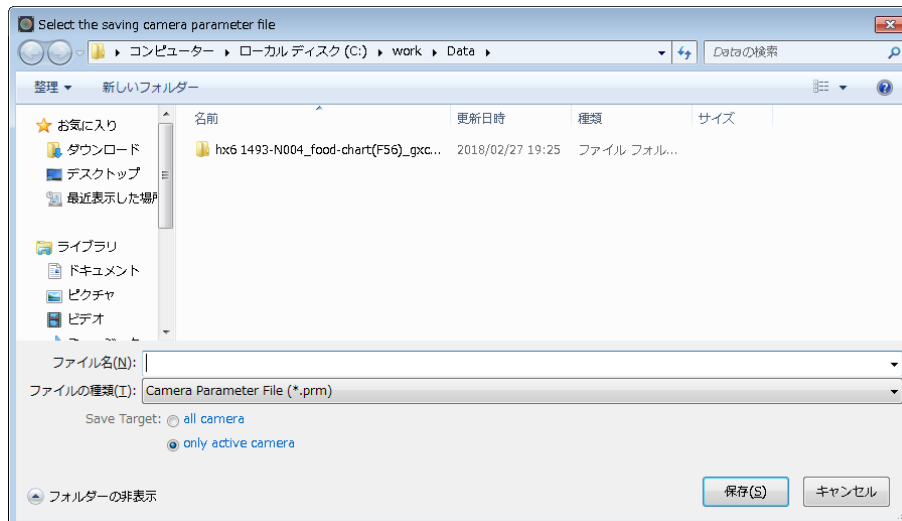 Select the saving camera parameter file
コンピューター ローカル ディスク (C:) work Data Dataの検索
整理 新しいフォルダー
お気に入り
ダウンロード
デスクトップ
最近表示した場所
ライブラリ
ドキュメント
ピクチャ
ビデオ
名前 更新日時 種類 サイズ
hx6 1493-N004_food-chart(F56)_gxc... 2018/02/27 19:25 ファイル フォル...
ファイル名(N):
ファイルの種類(T): Camera Parameter File (*.prm)
Save Target: all camera
only active camera
フォルダーの非表示 保存(S) キャンセル